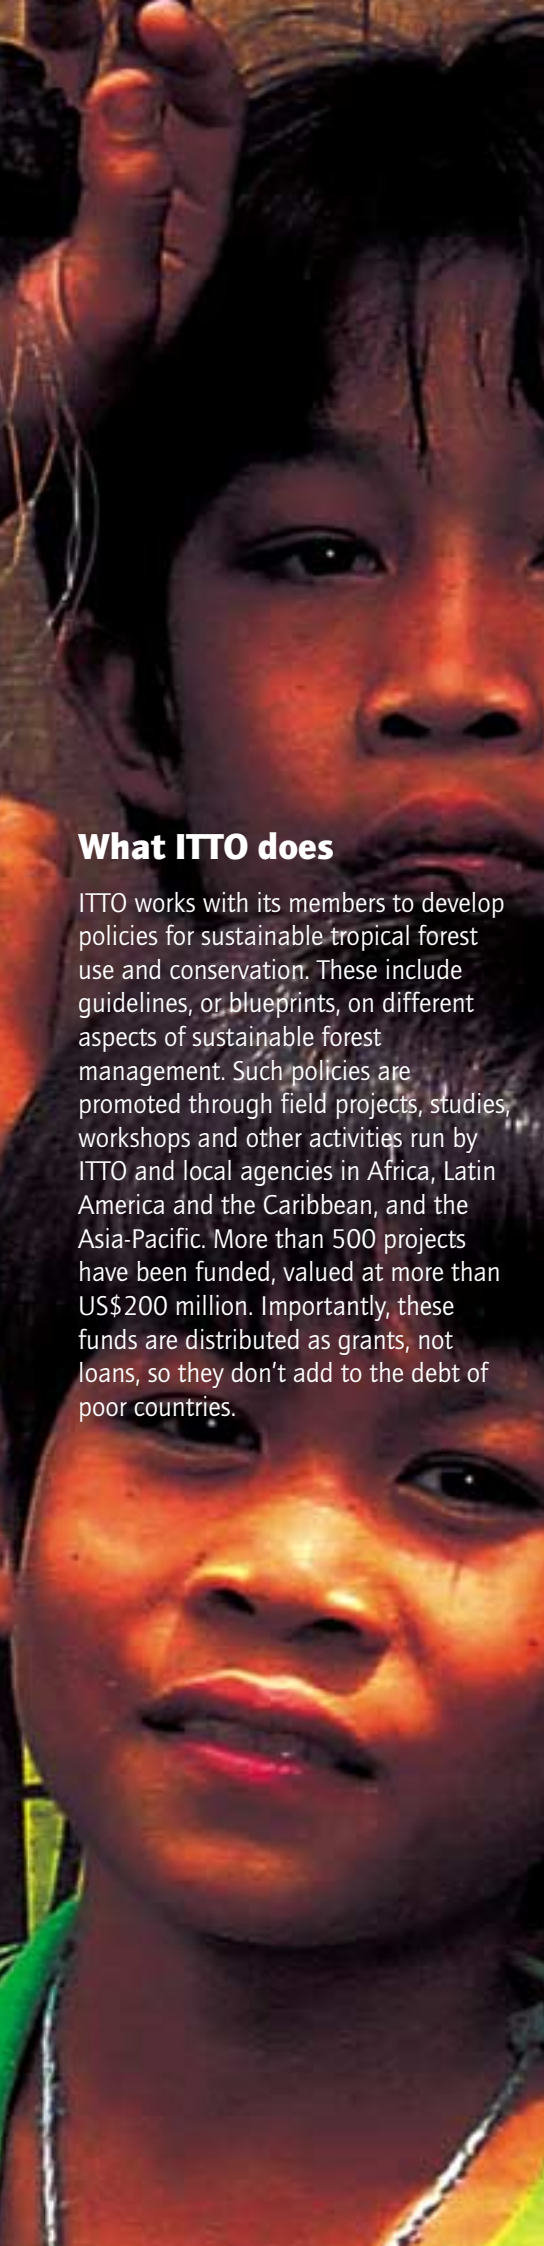 What ITTO does
ITTO works with its members to develop
policies for sustainable tropical forest
use and conservation. These include
guidelines, or blueprints, on different
aspects of sustainable forest
management. Such policies are
promoted through field projects, studies,
workshops and other activities run by
ITTO and local agencies in Africa, Latin
America and the Caribbean, and the
Asia-Pacific. More than 500 projects
have been funded, valued at more than
US$200 million. Importantly, these
funds are distributed as grants, not
loans, so they don’t add to the debt of
poor countries.